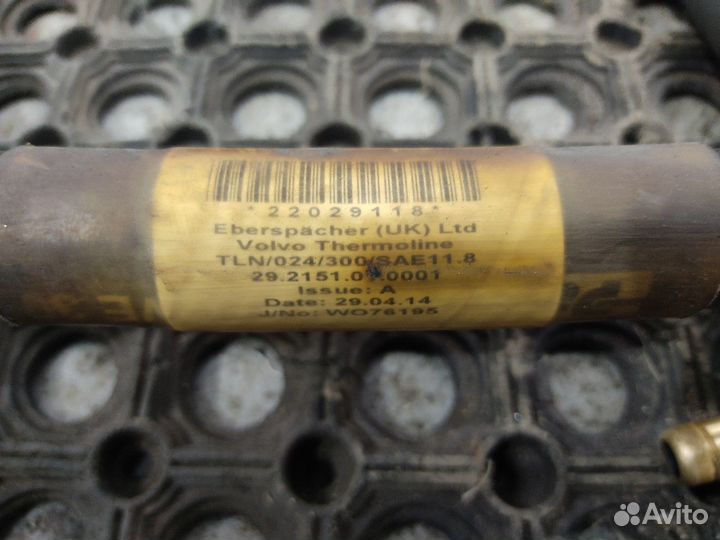 *22029118*
Eberspächer (UK) Ltd
Volvo Thermoline
TLN/024/300/SAE11.8
Issue: A
Date: 29.04.14
J/No: WO76195
Avito